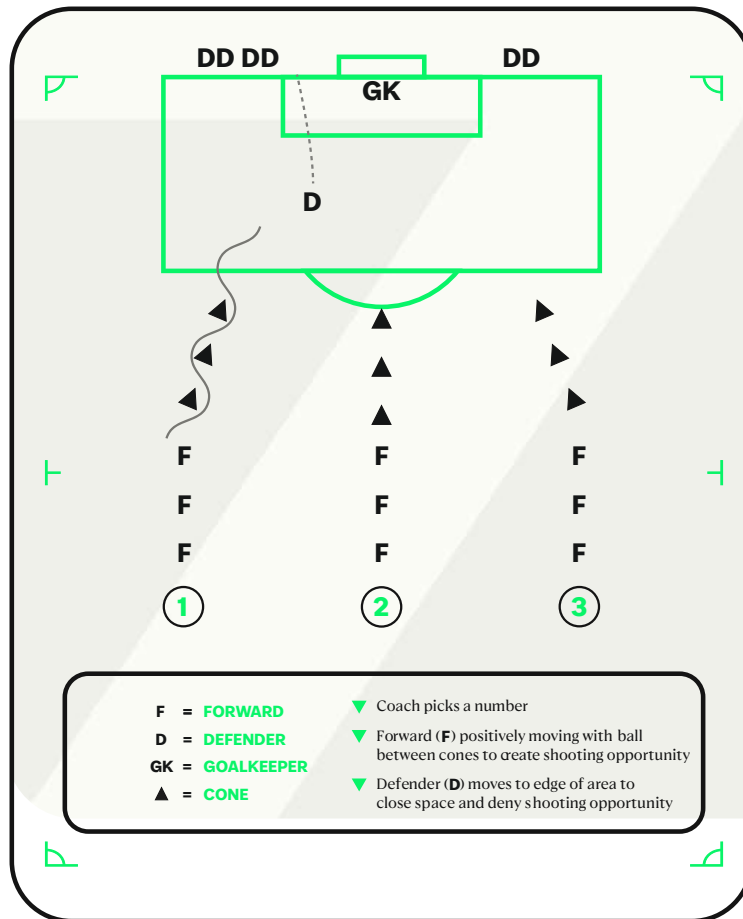 DD DD DD
GK
D
F F F
F F F
F F F
1 2 3
F = FORWARD
D = DEFENDER
GK = GOALKEEPER
= CONE
Coach picks a number
Forward (F) positively moving with ball
between cones to create shooting opportunity
Defender (D) moves to edge of area to
close space and deny shooting opportunity